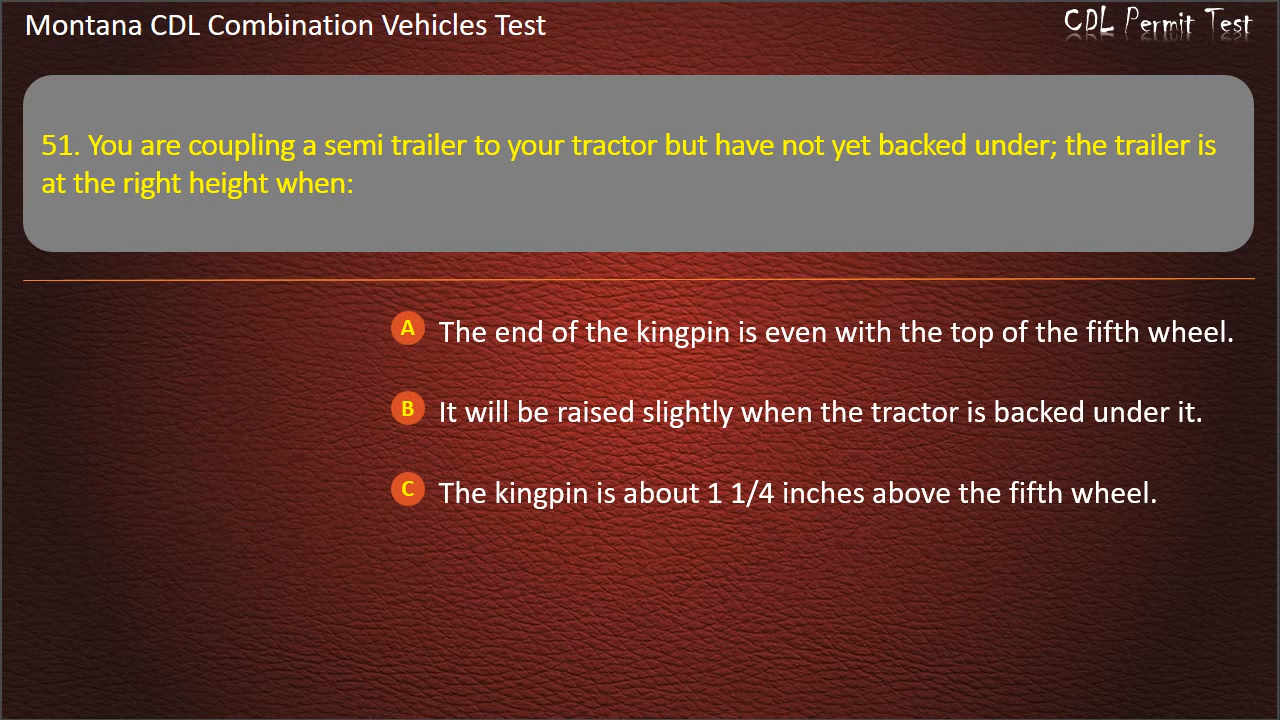 Montana CDL Combination Vehicles Test
CDL Permit Test
51. You are coupling a semi trailer to your tractor but have not yet backed under; the trailer is
at the right height when:
A The end of the kingpin is even with the top of the fifth wheel.
B It will be raised slightly when the tractor is backed under it.
C The kingpin is about 1 1/4 inches above the fifth wheel.